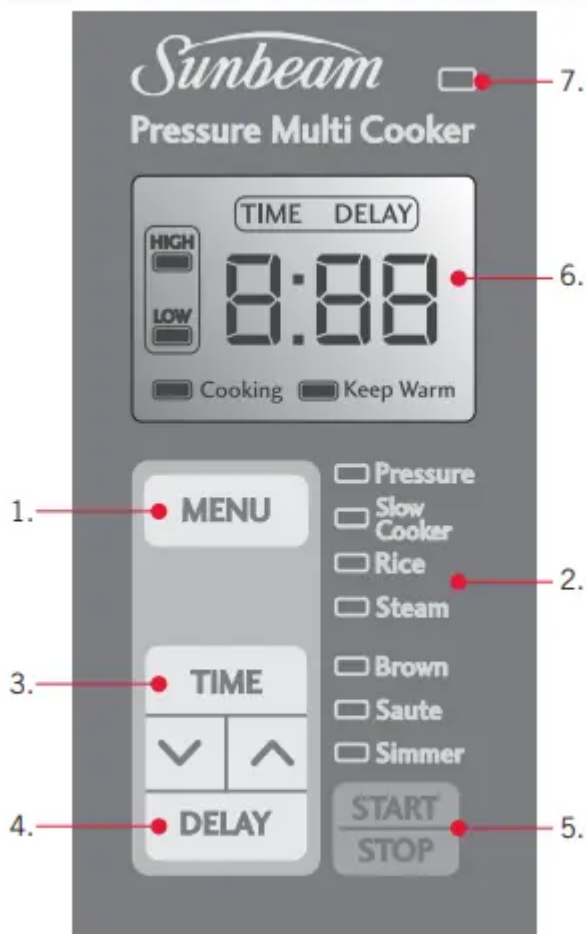 Sunbeam
7.
Pressure Multi Cooker
TIME DELAY
HIGH
8:88
6.
LOW
Cooking Keep Warm
1.
MENU
Pressure
Slow
Cooker
Rice
2.
Steam
3.
TIME
Brown
Saute
Simmer
4.
DELAY
START
5.
STOP